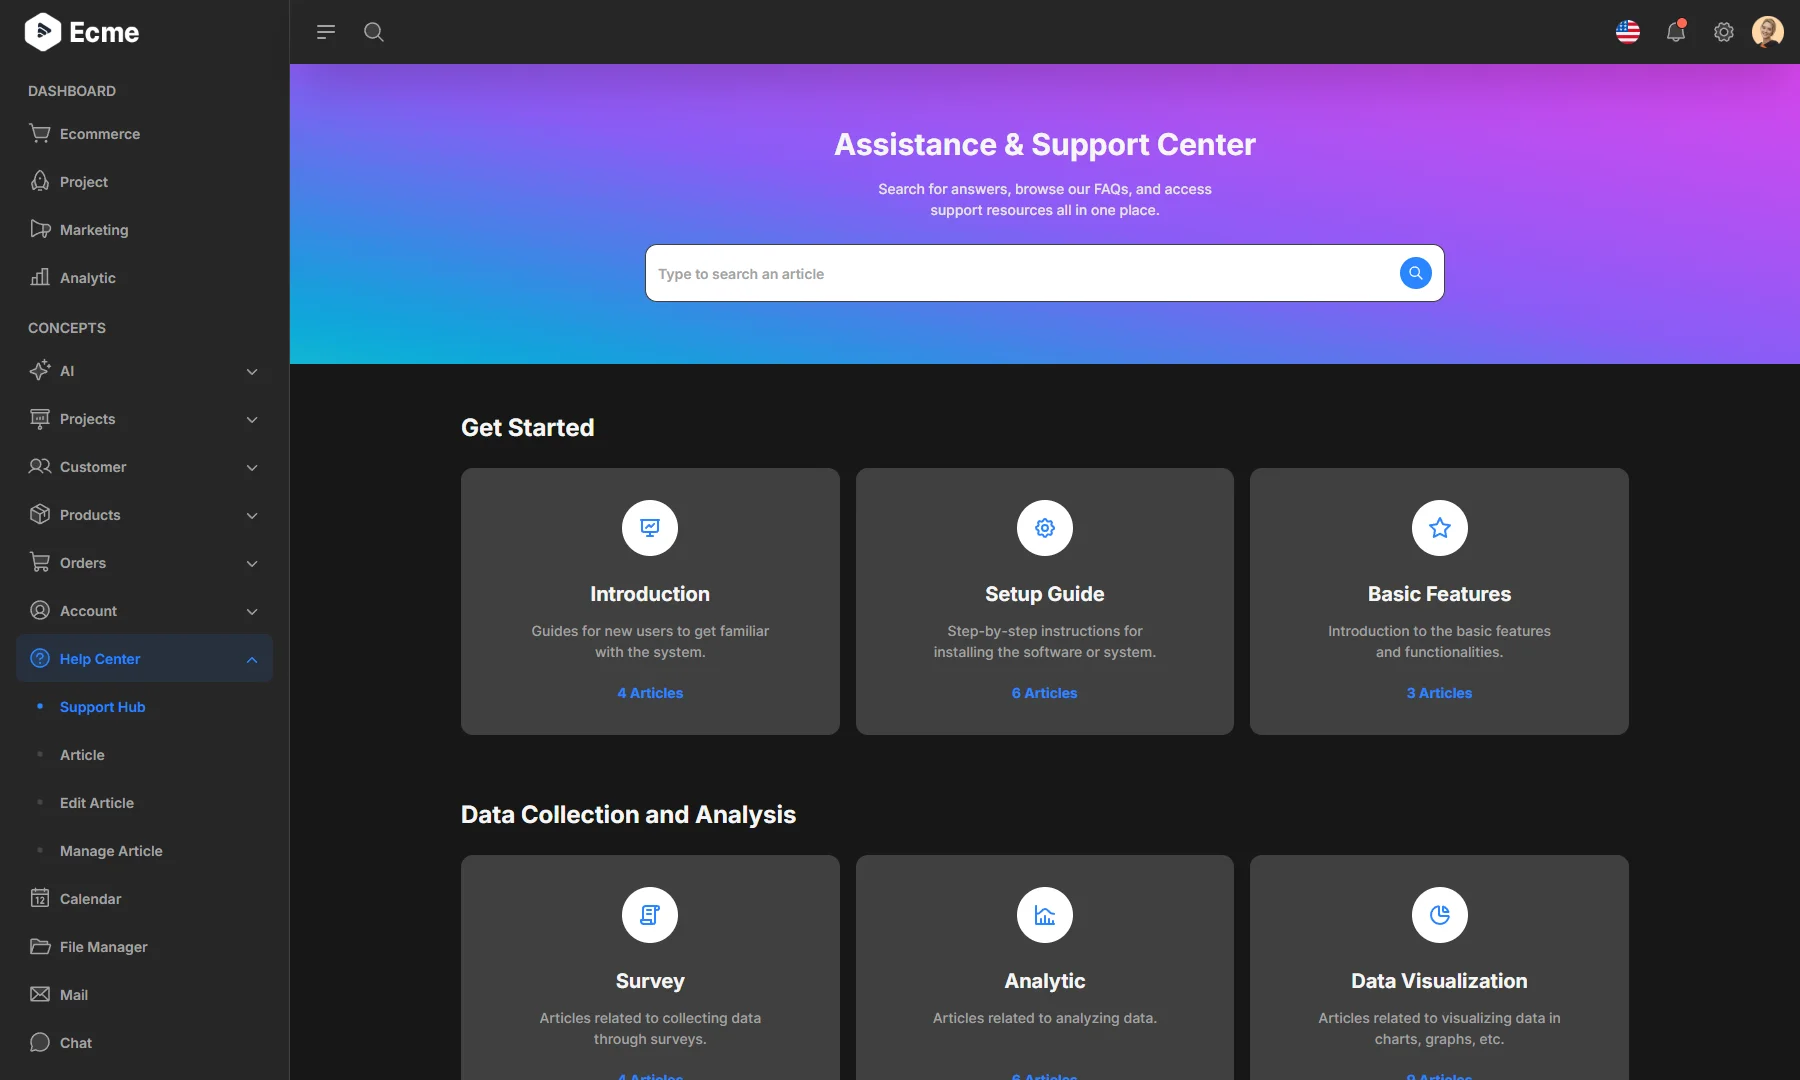 Ecme
DASHBOARD
Ecommerce
Project
Marketing
Analytic
CONCEPTS
AI
Projects
Customer
Products
Orders
Account
Help Center
Support Hub
Article
Edit Article
Manage Article
12
Calendar
File Manager
Mail
Chat
Assistance & Support Center
Search for answers, browse our FAQs, and access
support resources all in one place.
Type to search an article
Get Started
Introduction
Guides for new users to get familiar
with the system.
4 Articles
Setup Guide
Step-by-step instructions for
installing the software or system.
6 Articles
Basic Features
Introduction to the basic features
and functionalities.
3 Articles
Data Collection and Analysis
Survey
Articles related to collecting data
through surveys.
4 Articles
Analytic
Articles related to analyzing data.
6 Articles
Data Visualization
Articles related to visualizing data in
charts, graphs, etc.
Articles